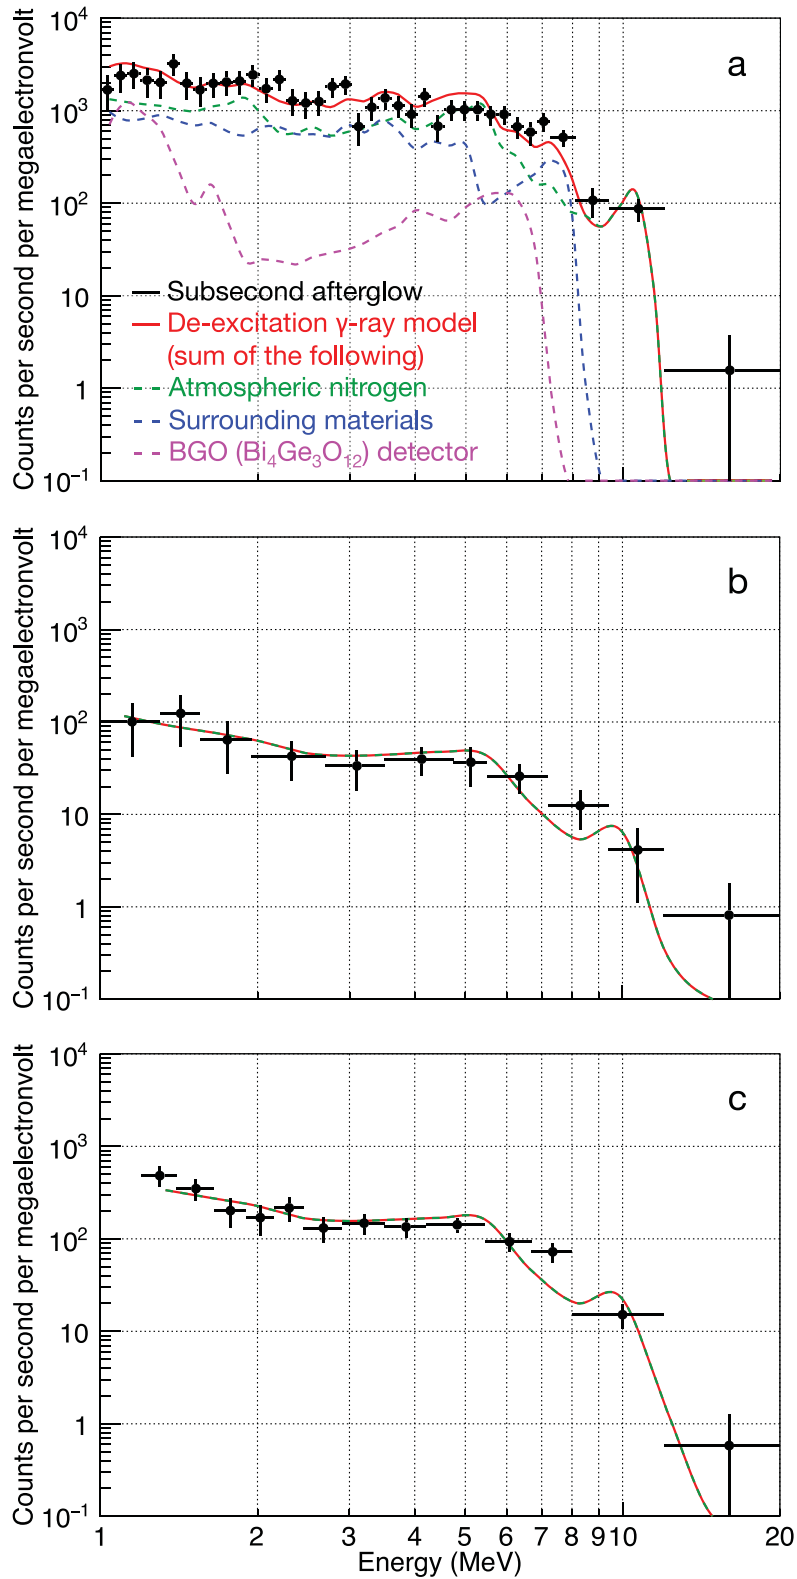 a
10⁴
10³
10²
10
1
10⁻¹
Counts per second per megaelectronvolt
Subsecond afterglow
De-excitation γ-ray model
(sum of the following)
Atmospheric nitrogen
Surrounding materials
BGO (Bi₄Ge₃O₁₂) detector
b
10⁴
10³
10²
10
1
10⁻¹
Counts per second per megaelectronvolt
c
10⁴
10³
10²
10
1
10⁻¹
Counts per second per megaelectronvolt
1 2 3 4 5 6 7 8 9 10 20
Energy (MeV)